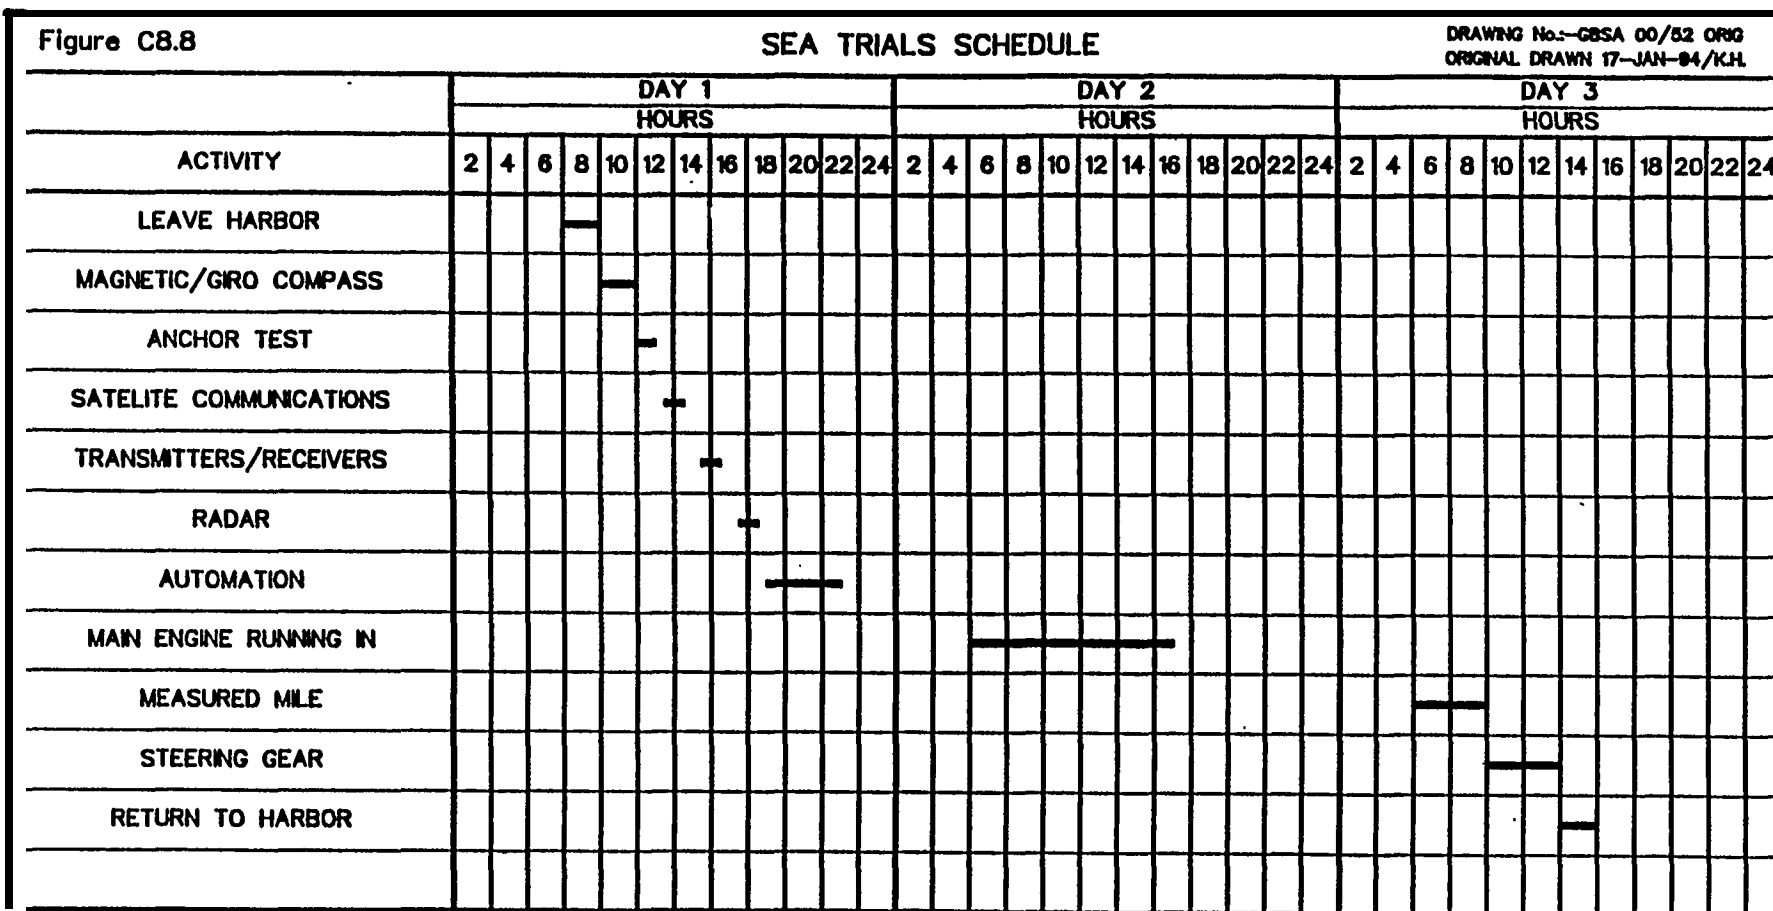 Figure C8.8
SEA TRIALS SCHEDULE
DRAWING No.:-GBSA 00/52 ORIG
ORIGINAL DRAWN 17-JAN-94/K.H.
DAY 1 DAY 2 DAY 3
HOURS HOURS HOURS
ACTIVITY 2 4 6 8 10 12 14 16 18 20 22 24 2 4 6 8 10 12 14 16 18 20 22 24 2 4 6 8 10 12 14 16 18 20 22 24
LEAVE HARBOR
MAGNETIC/GIRO COMPASS
ANCHOR TEST
SATELITE COMMUNICATIONS
TRANSMITTERS/RECEIVERS
RADAR
AUTOMATION
MAIN ENGINE RUNNING IN
MEASURED MILE
STEERING GEAR
RETURN TO HARBOR